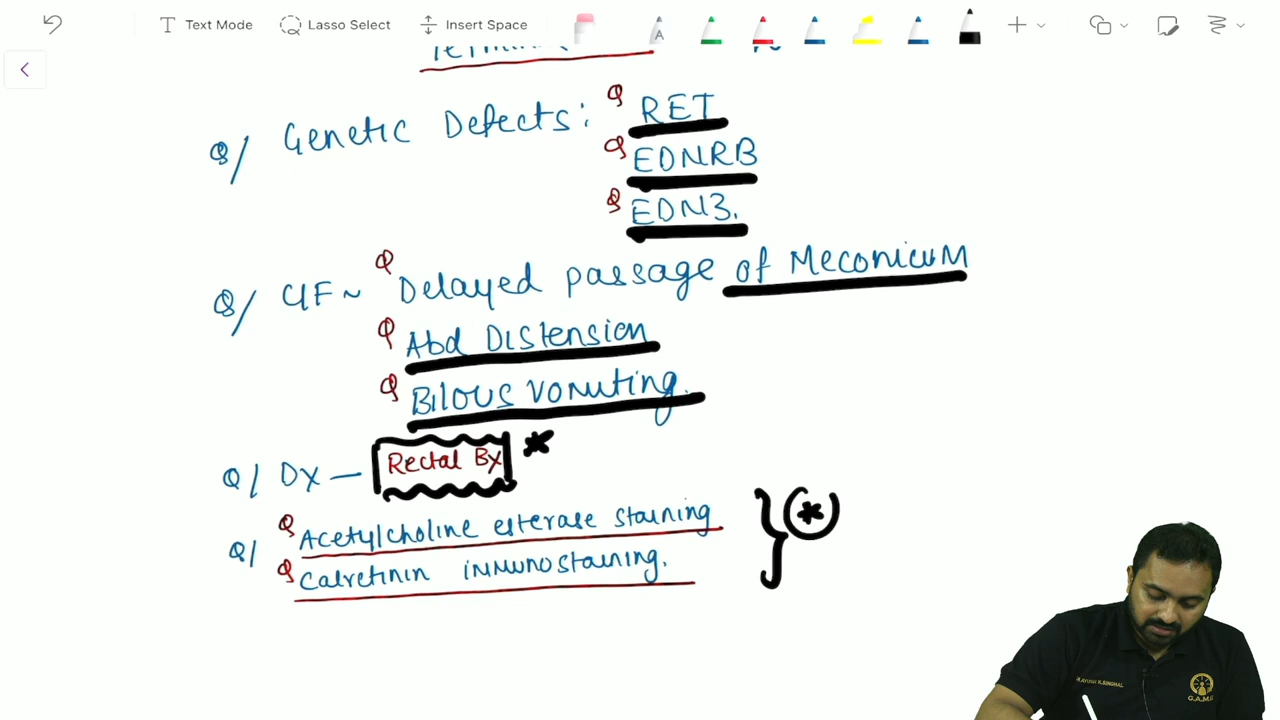 Text Mode Lasso Select Insert Space
Q/ Genetic Defects: Q RET
Q EDNRB
Q EDN3.
Q/ C/F~ Q Delayed passage of Meconium
Q Abd Distension
Q Bilous vomiting.
Q/ Dx — Rectal Bx *
Q/ Q Acetylcholine esterase staining } *
Q Calretinin immunostaining.
G.A.M.E